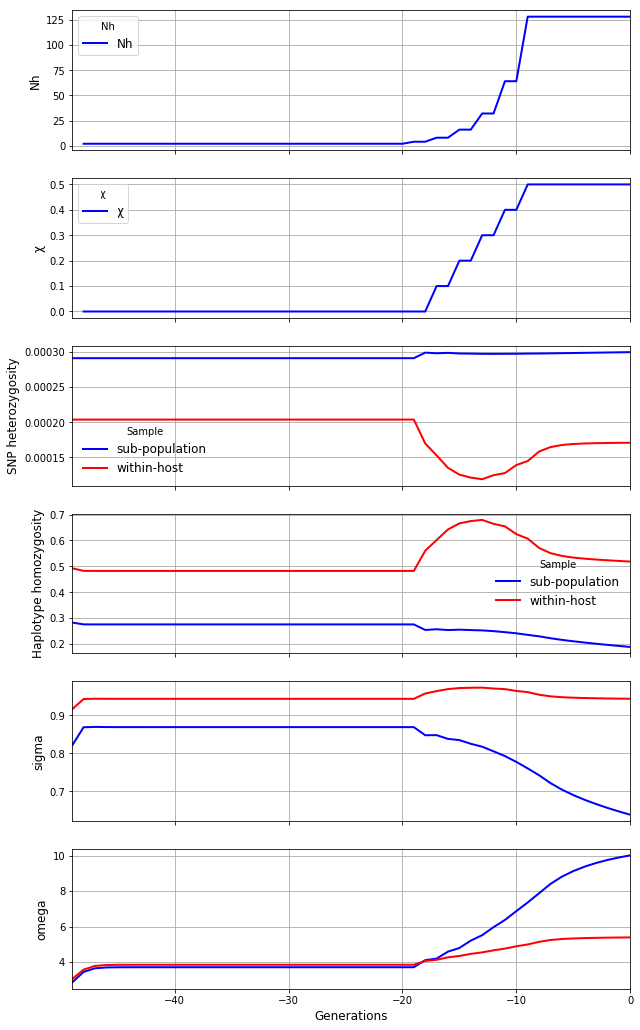 Nh
125
100
75
50
25
0
Nh
Nh
χ
0.5
0.4
0.3
0.2
0.1
0.0
χ
χ
SNP heterozygosity
0.00030
0.00025
0.00020
0.00015
Sample
sub-population
within-host
Haplotype homozygosity
0.7
0.6
0.5
0.4
0.3
0.2
Sample
sub-population
within-host
sigma
0.9
0.8
0.7
omega
10
8
6
4
−40
−30
−20
−10
0
Generations